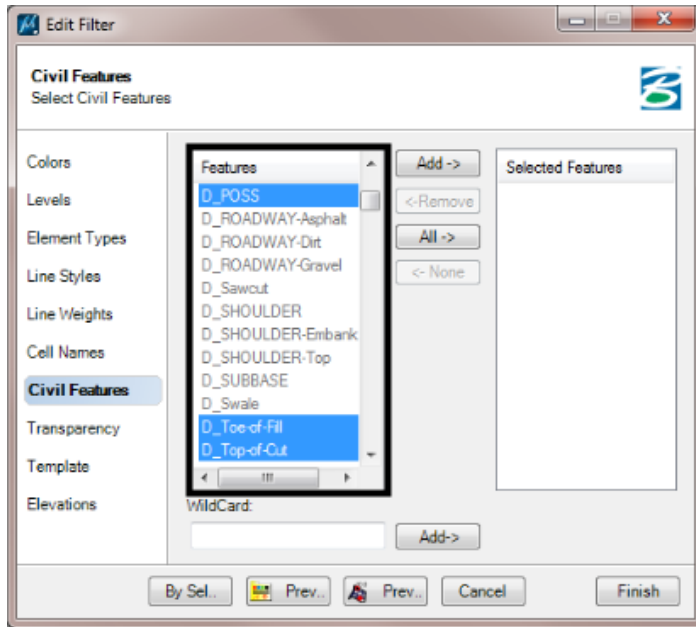 Edit Filter
Civil Features
Select Civil Features
Colors
Levels
Element Types
Line Styles
Line Weights
Cell Names
Civil Features
Transparency
Template
Elevations
Features
D_POSS
D_ROADWAY-Asphalt
D_ROADWAY-Dirt
D_ROADWAY-Gravel
D_Sawcut
D_SHOULDER
D_SHOULDER-Embank
D_SHOULDER-Top
D_SUBBASE
D_Swale
D_Toe-of-Fill
D_Top-of-Cut
WildCard:
Add ->
<-Remove
All ->
<- None
Add->
Selected Features
By Sel..
Prev..
Prev..
Cancel
Finish